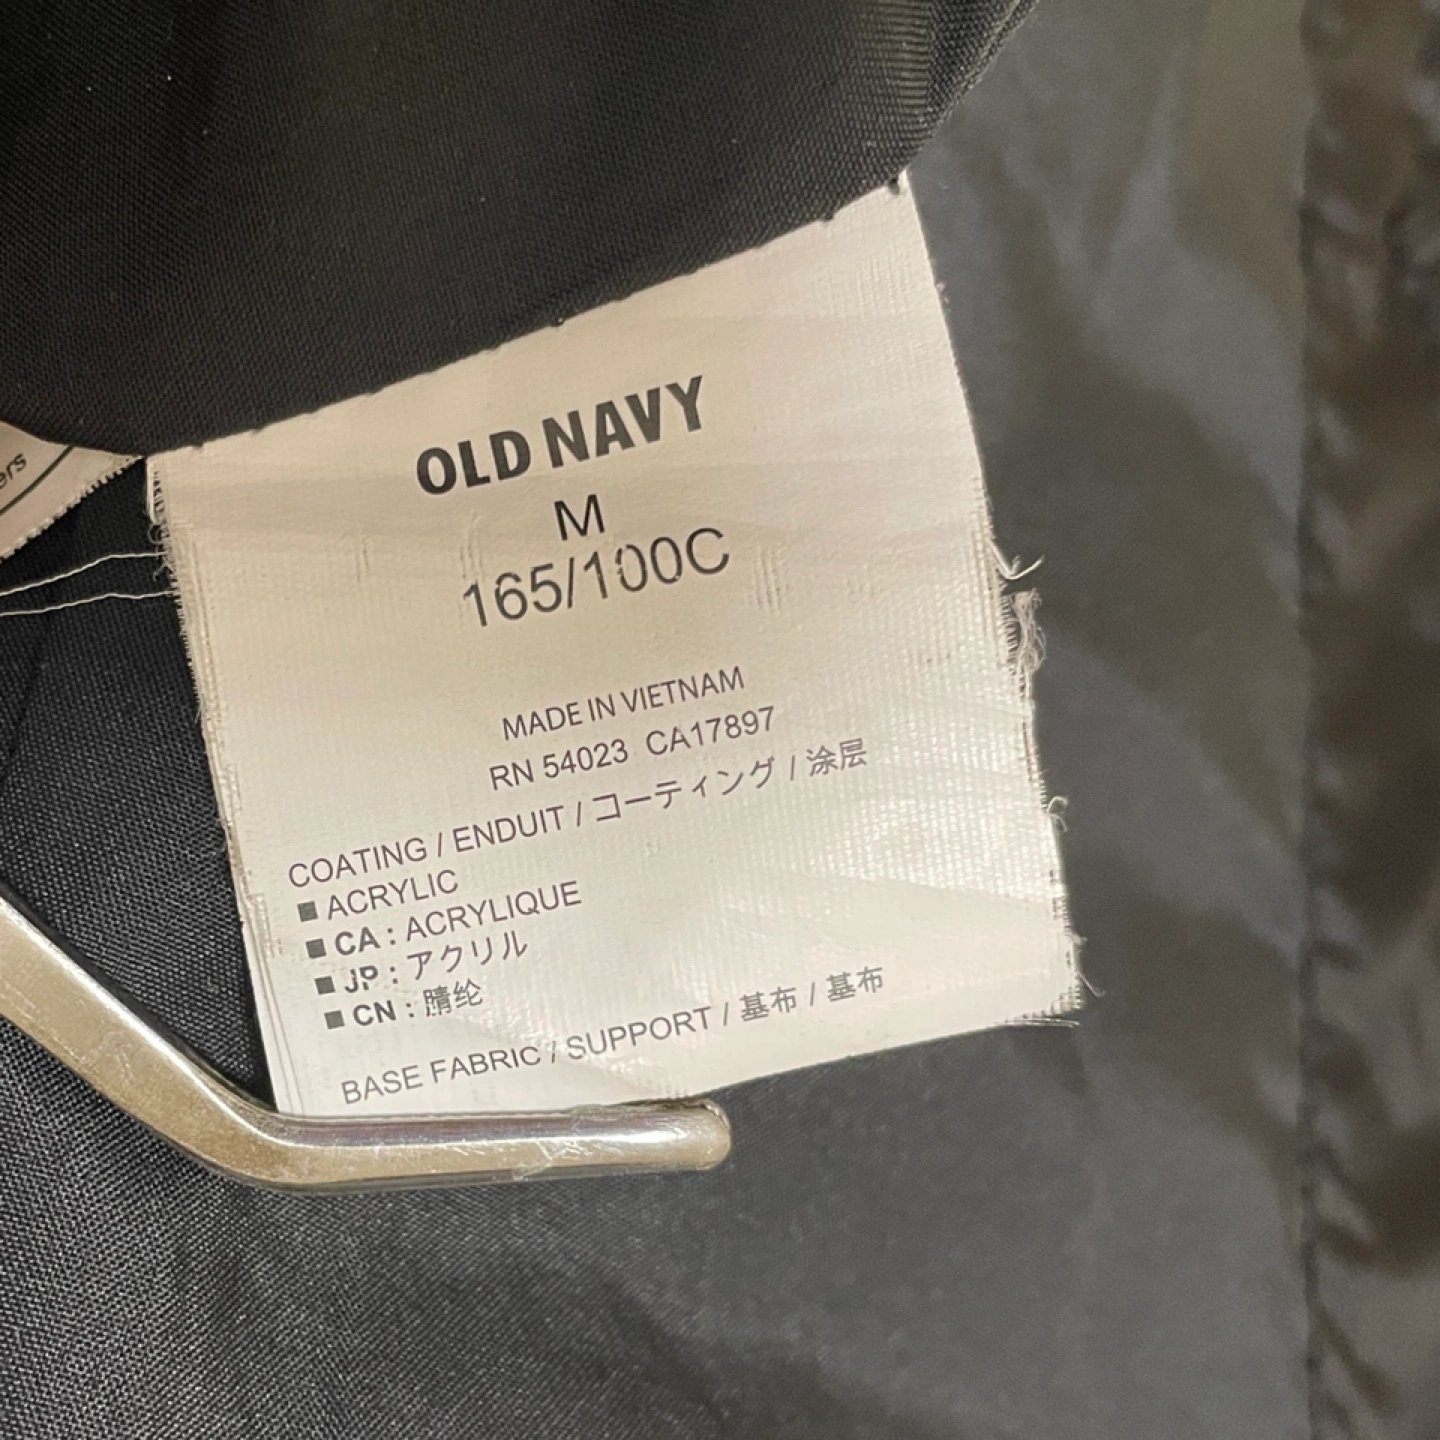 ers
OLD NAVY
M
165/100C
MADE IN VIETNAM
RN 54023 CA17897
COATING / ENDUIT / コーティング / 涂层
■ ACRYLIC
■ CA : ACRYLIQUE
■ JP : アクリル
■ CN : 腈纶
BASE FABRIC / SUPPORT / 基布 / 基布